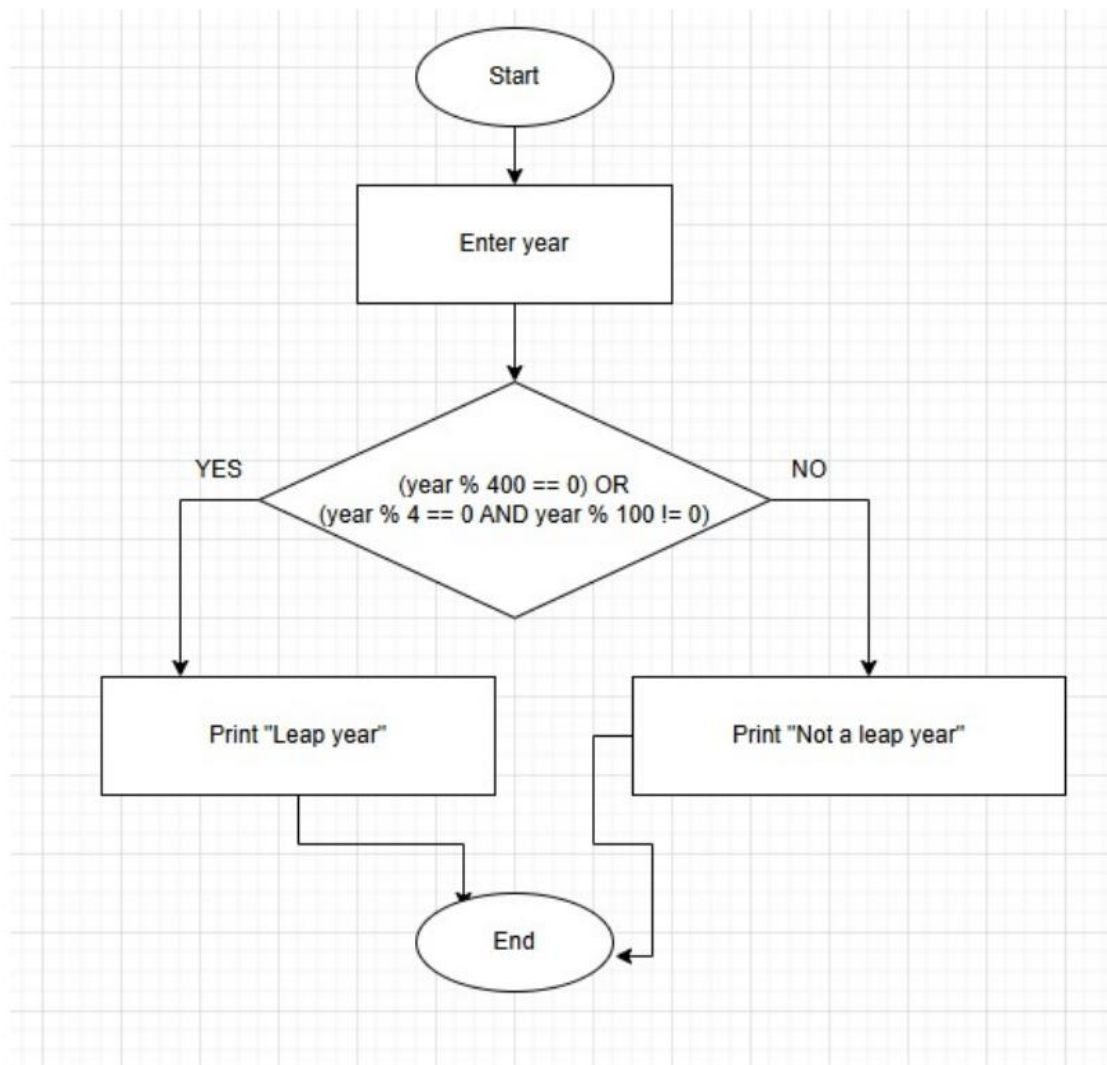 Start
Enter year
YES
NO
(year % 400 == 0) OR
(year % 4 == 0 AND year % 100 != 0)
Print "Leap year"
Print "Not a leap year"
End